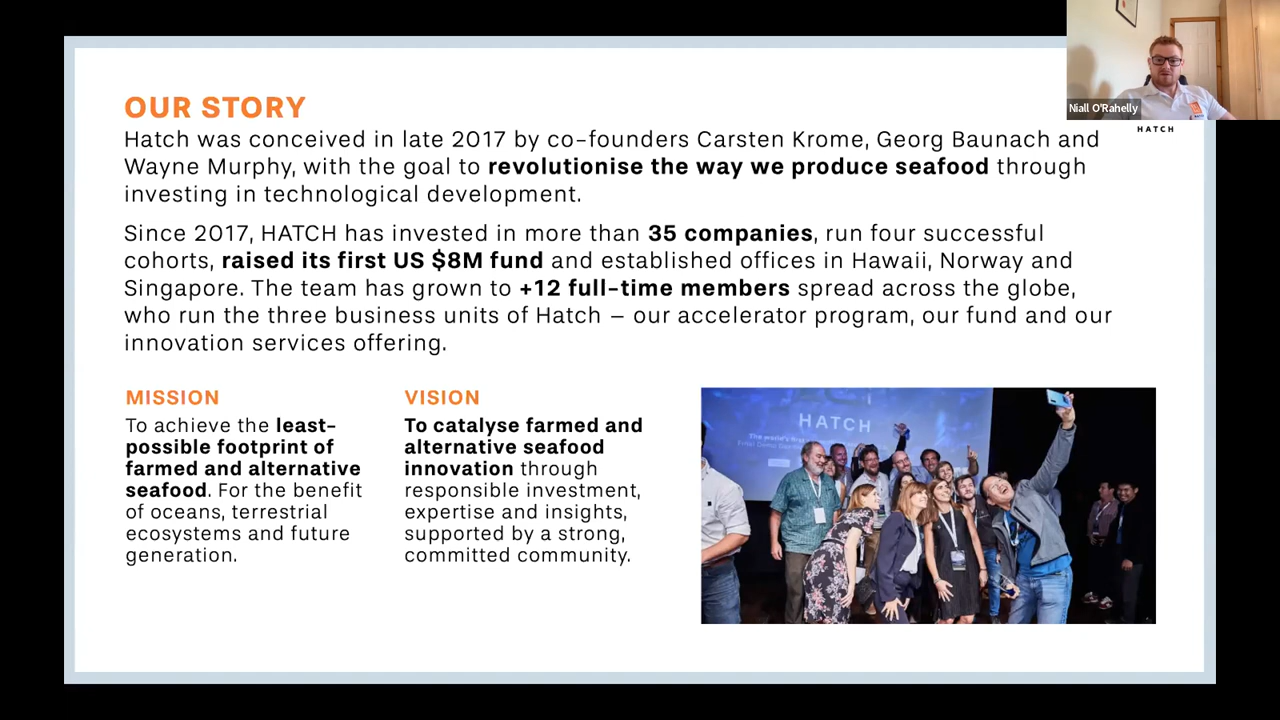 Niall O'Rahelly
HATCH
OUR STORY
Hatch was conceived in late 2017 by co-founders Carsten Krome, Georg Baunach and
Wayne Murphy, with the goal to revolutionise the way we produce seafood through
investing in technological development.
Since 2017, HATCH has invested in more than 35 companies, run four successful
cohorts, raised its first US $8M fund and established offices in Hawaii, Norway and
Singapore. The team has grown to +12 full-time members spread across the globe,
who run the three business units of Hatch – our accelerator program, our fund and our
innovation services offering.
MISSION
To achieve the least-
possible footprint of
farmed and alternative
seafood. For the benefit
of oceans, terrestrial
ecosystems and future
generation.
VISION
To catalyse farmed and
alternative seafood
innovation through
responsible investment,
expertise and insights,
supported by a strong,
committed community.
HATCH
The world's